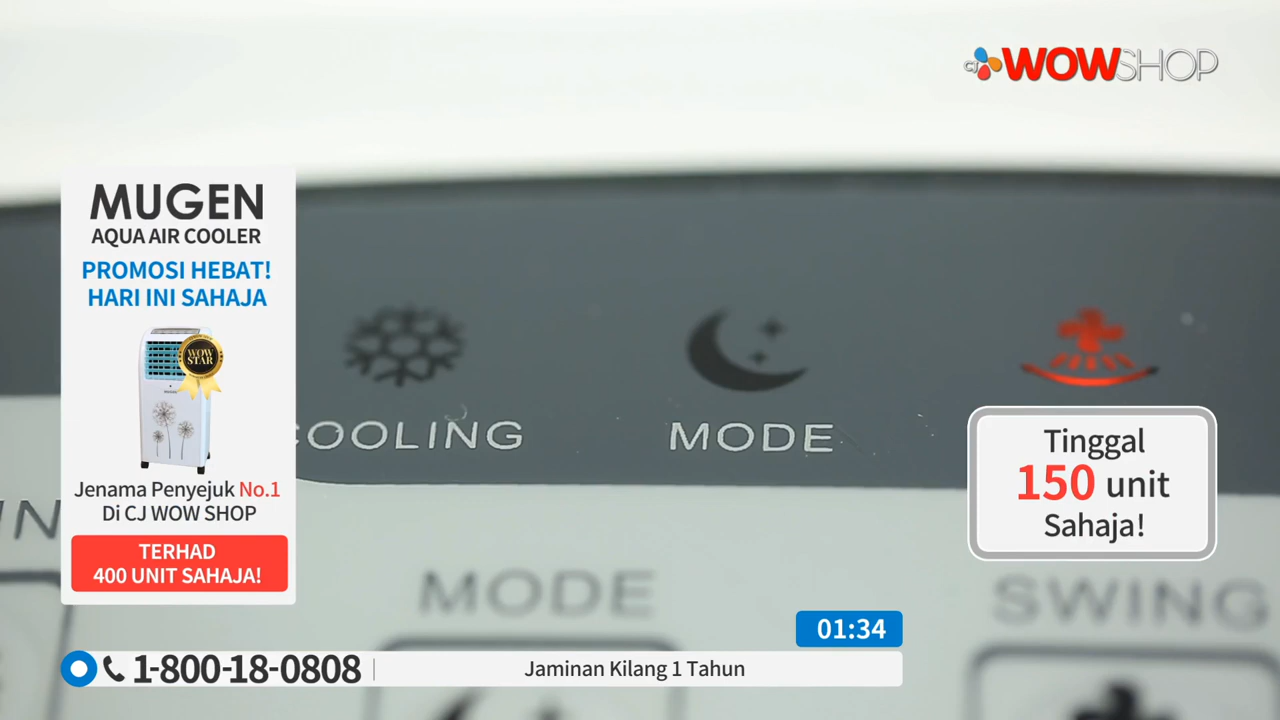 CJ WOWSHOP
MUGEN
AQUA AIR COOLER
PROMOSI HEBAT!
HARI INI SAHAJA
WOW
STAR
Jenama Penyejuk No.1
Di CJ WOW SHOP
TERHAD
400 UNIT SAHAJA!
COOLING
MODE
Tinggal
150 unit
Sahaja!
MODE
SWING
01:34
1-800-18-0808
Jaminan Kilang 1 Tahun